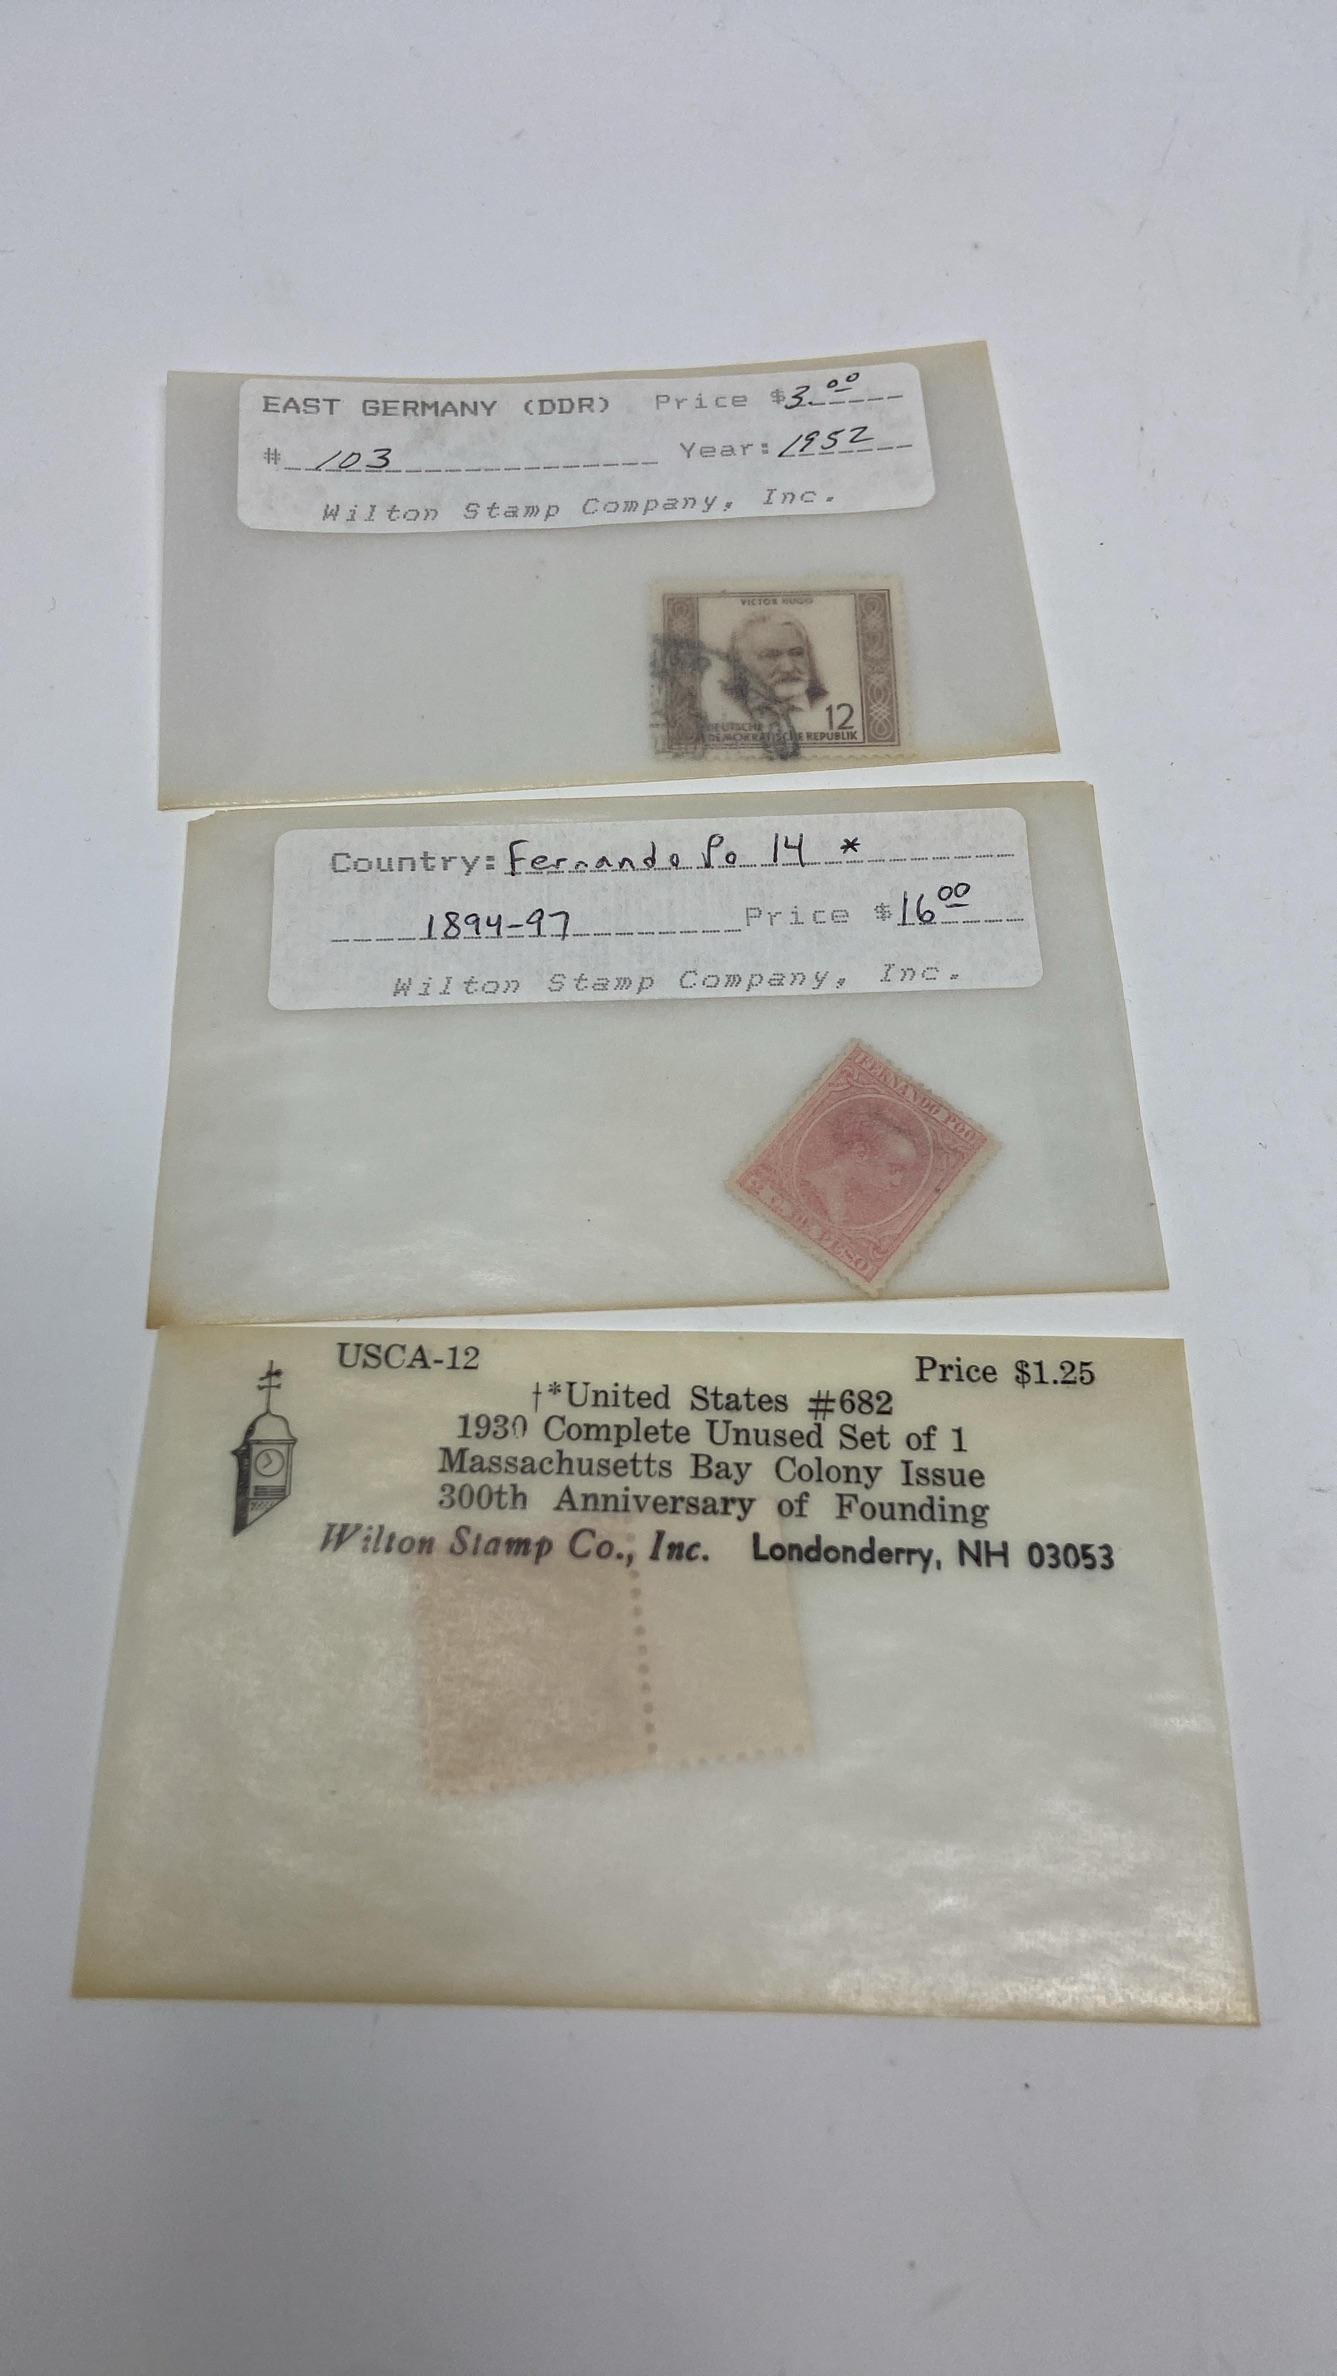 EAST GERMANY (DDR) Price $3.00
# 103 Year: 1952
Wilton Stamp Company, Inc.
VICTOR HUGO
12
DEUTSCHE
DEMOKRATISCHE REPUBLIK
Country: Fernando Po 14 *
1894-97 Price $16.00
Wilton Stamp Company, Inc.
FERNANDO POO
DE PESO
USCA-12 Price $1.25
†*United States #682
1930 Complete Unused Set of 1
Massachusetts Bay Colony Issue
300th Anniversary of Founding
Wilton Stamp Co., Inc. Londonderry, NH 03053